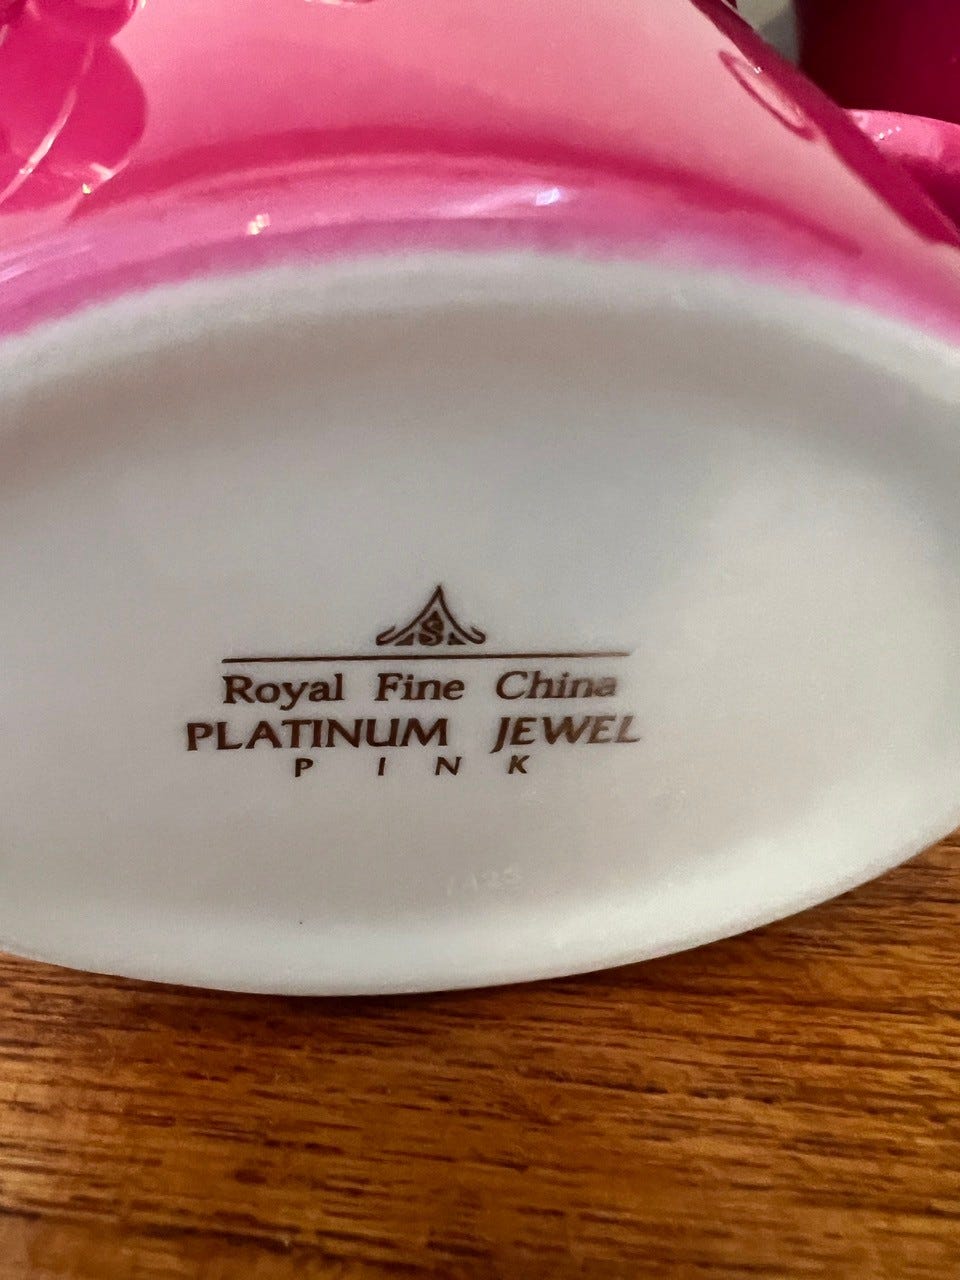 S
Royal Fine China
PLATINUM JEWEL
PINK